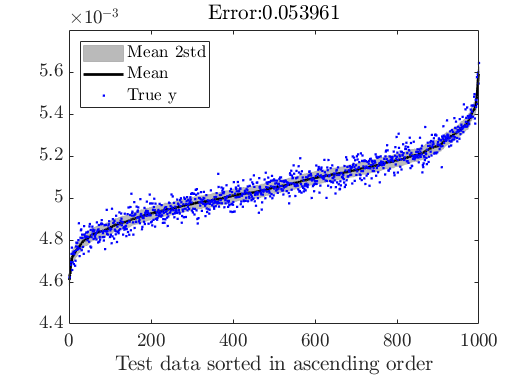 Error:0.053961
×10⁻³
Mean 2std
Mean
True y
5.6
5.4
5.2
5
4.8
4.6
4.4
0 200 400 600 800 1000
Test data sorted in ascending order